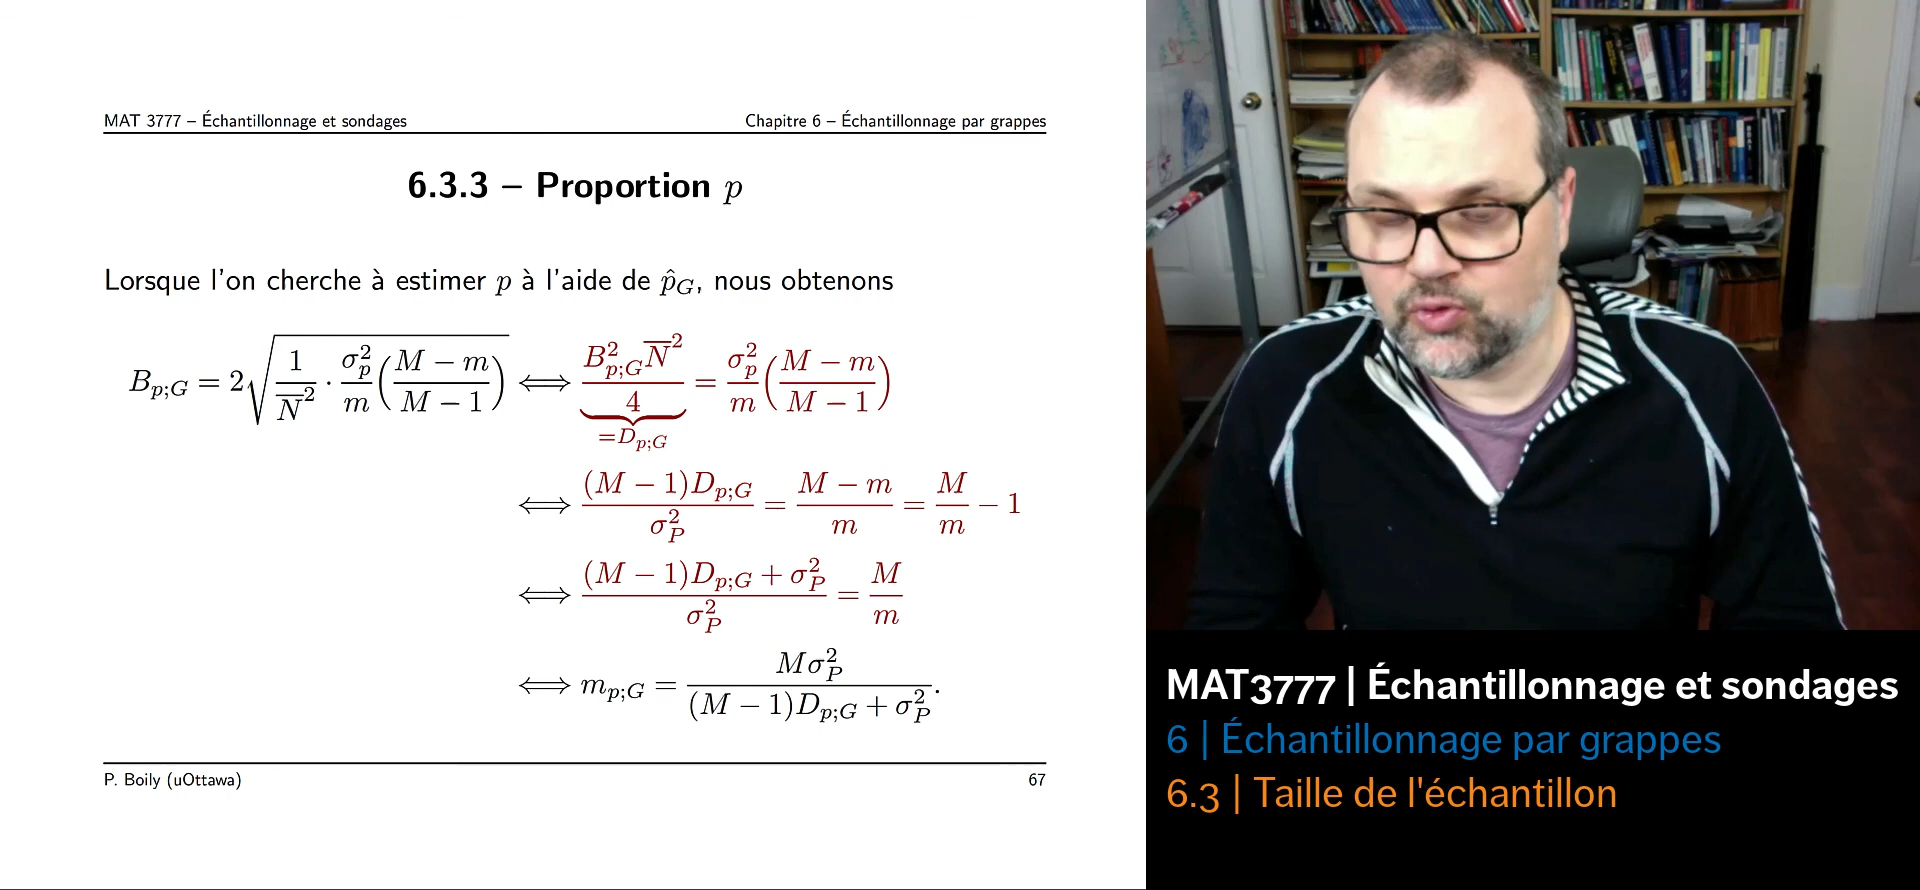 MAT 3777 – Échantillonnage et sondages
Chapitre 6 – Échantillonnage par grappes
6.3.3 – Proportion p
Lorsque l'on cherche à estimer p à l'aide de p̂_G, nous obtenons
B_{p;G} = 2√(1/N̄² · σ_p²/m ((M − m)/(M − 1))) ⟺ B²_{p;G}N̄²/4 = σ_p²/m ((M − m)/(M − 1))
=D_{p;G}
⟺ (M − 1)D_{p;G}/σ_P² = (M − m)/m = M/m − 1
⟺ ((M − 1)D_{p;G} + σ_P²)/σ_P² = M/m
⟺ m_{p;G} = Mσ_P²/((M − 1)D_{p;G} + σ_P²).
P. Boily (uOttawa)
67
MAT3777 | Échantillonnage et sondages
6 | Échantillonnage par grappes
6.3 | Taille de l'échantillon